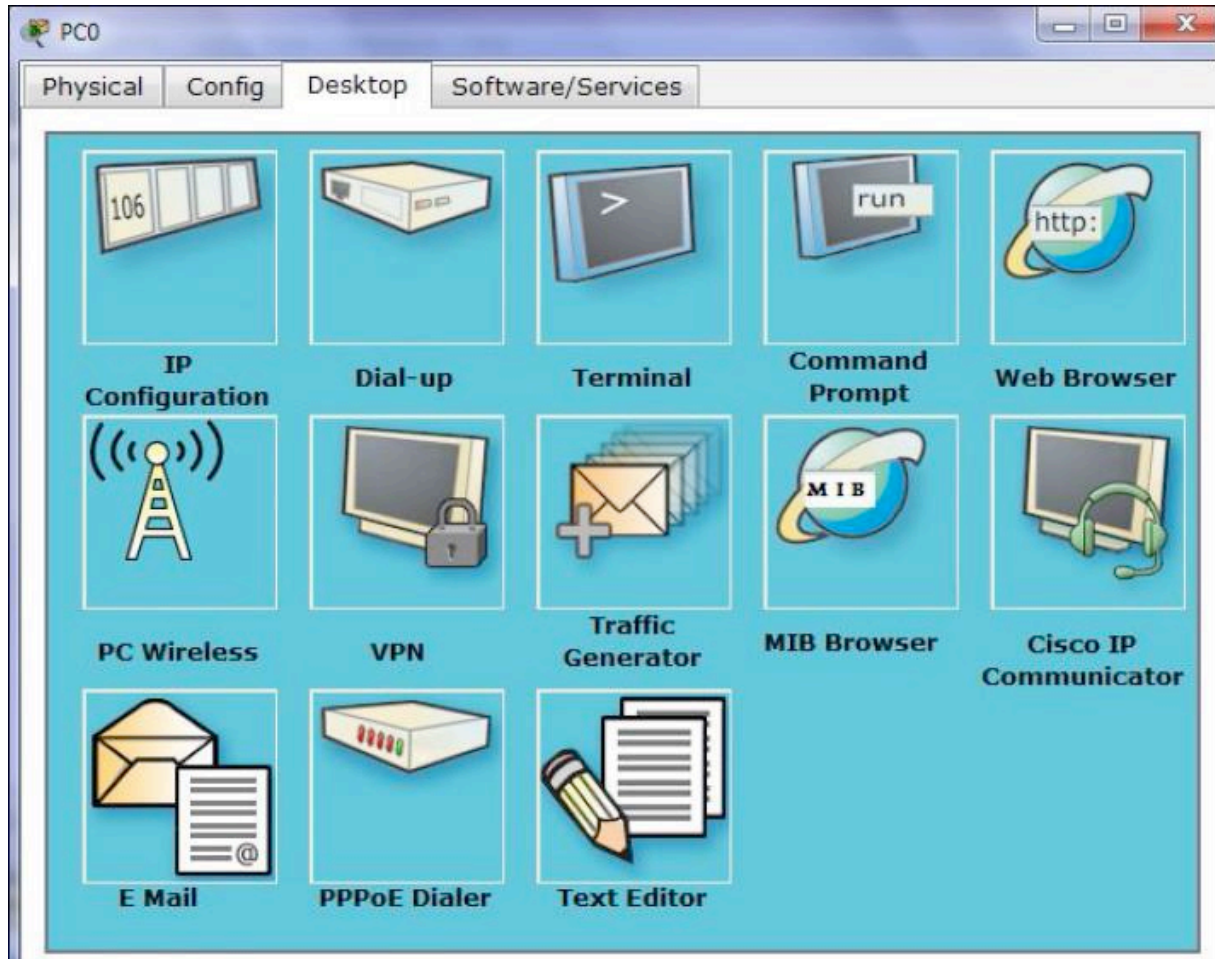 PC0
Physical Config Desktop Software/Services
106
>
run
http:
IP
Configuration
Dial-up
Terminal
Command
Prompt
Web Browser
MIB
PC Wireless
VPN
Traffic
Generator
MIB Browser
Cisco IP
Communicator
@
E Mail
PPPoE Dialer
Text Editor